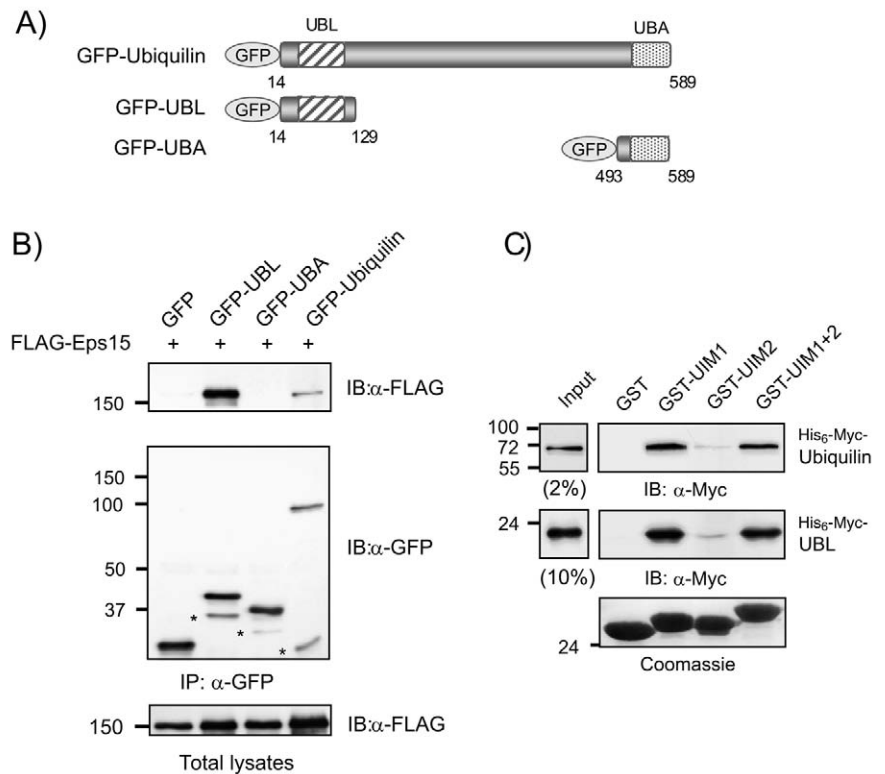 A)
UBL
UBA
GFP-Ubiquilin
GFP
14
589
GFP-UBL
GFP
14
129
GFP-UBA
GFP
493
589
B)
GFP
GFP-UBL
GFP-UBA
GFP-Ubiquilin
FLAG-Eps15
+
+
+
+
150
IB:α-FLAG
150
100
50
37
*
*
*
IB:α-GFP
IP: α-GFP
150
IB:α-FLAG
Total lysates
C)
Input
GST
GST-UIM1
GST-UIM2
GST-UIM1+2
100
72
55
His6-Myc-
Ubiquilin
(2%)
IB: α-Myc
24
His6-Myc-
UBL
(10%)
IB: α-Myc
24
Coomassie